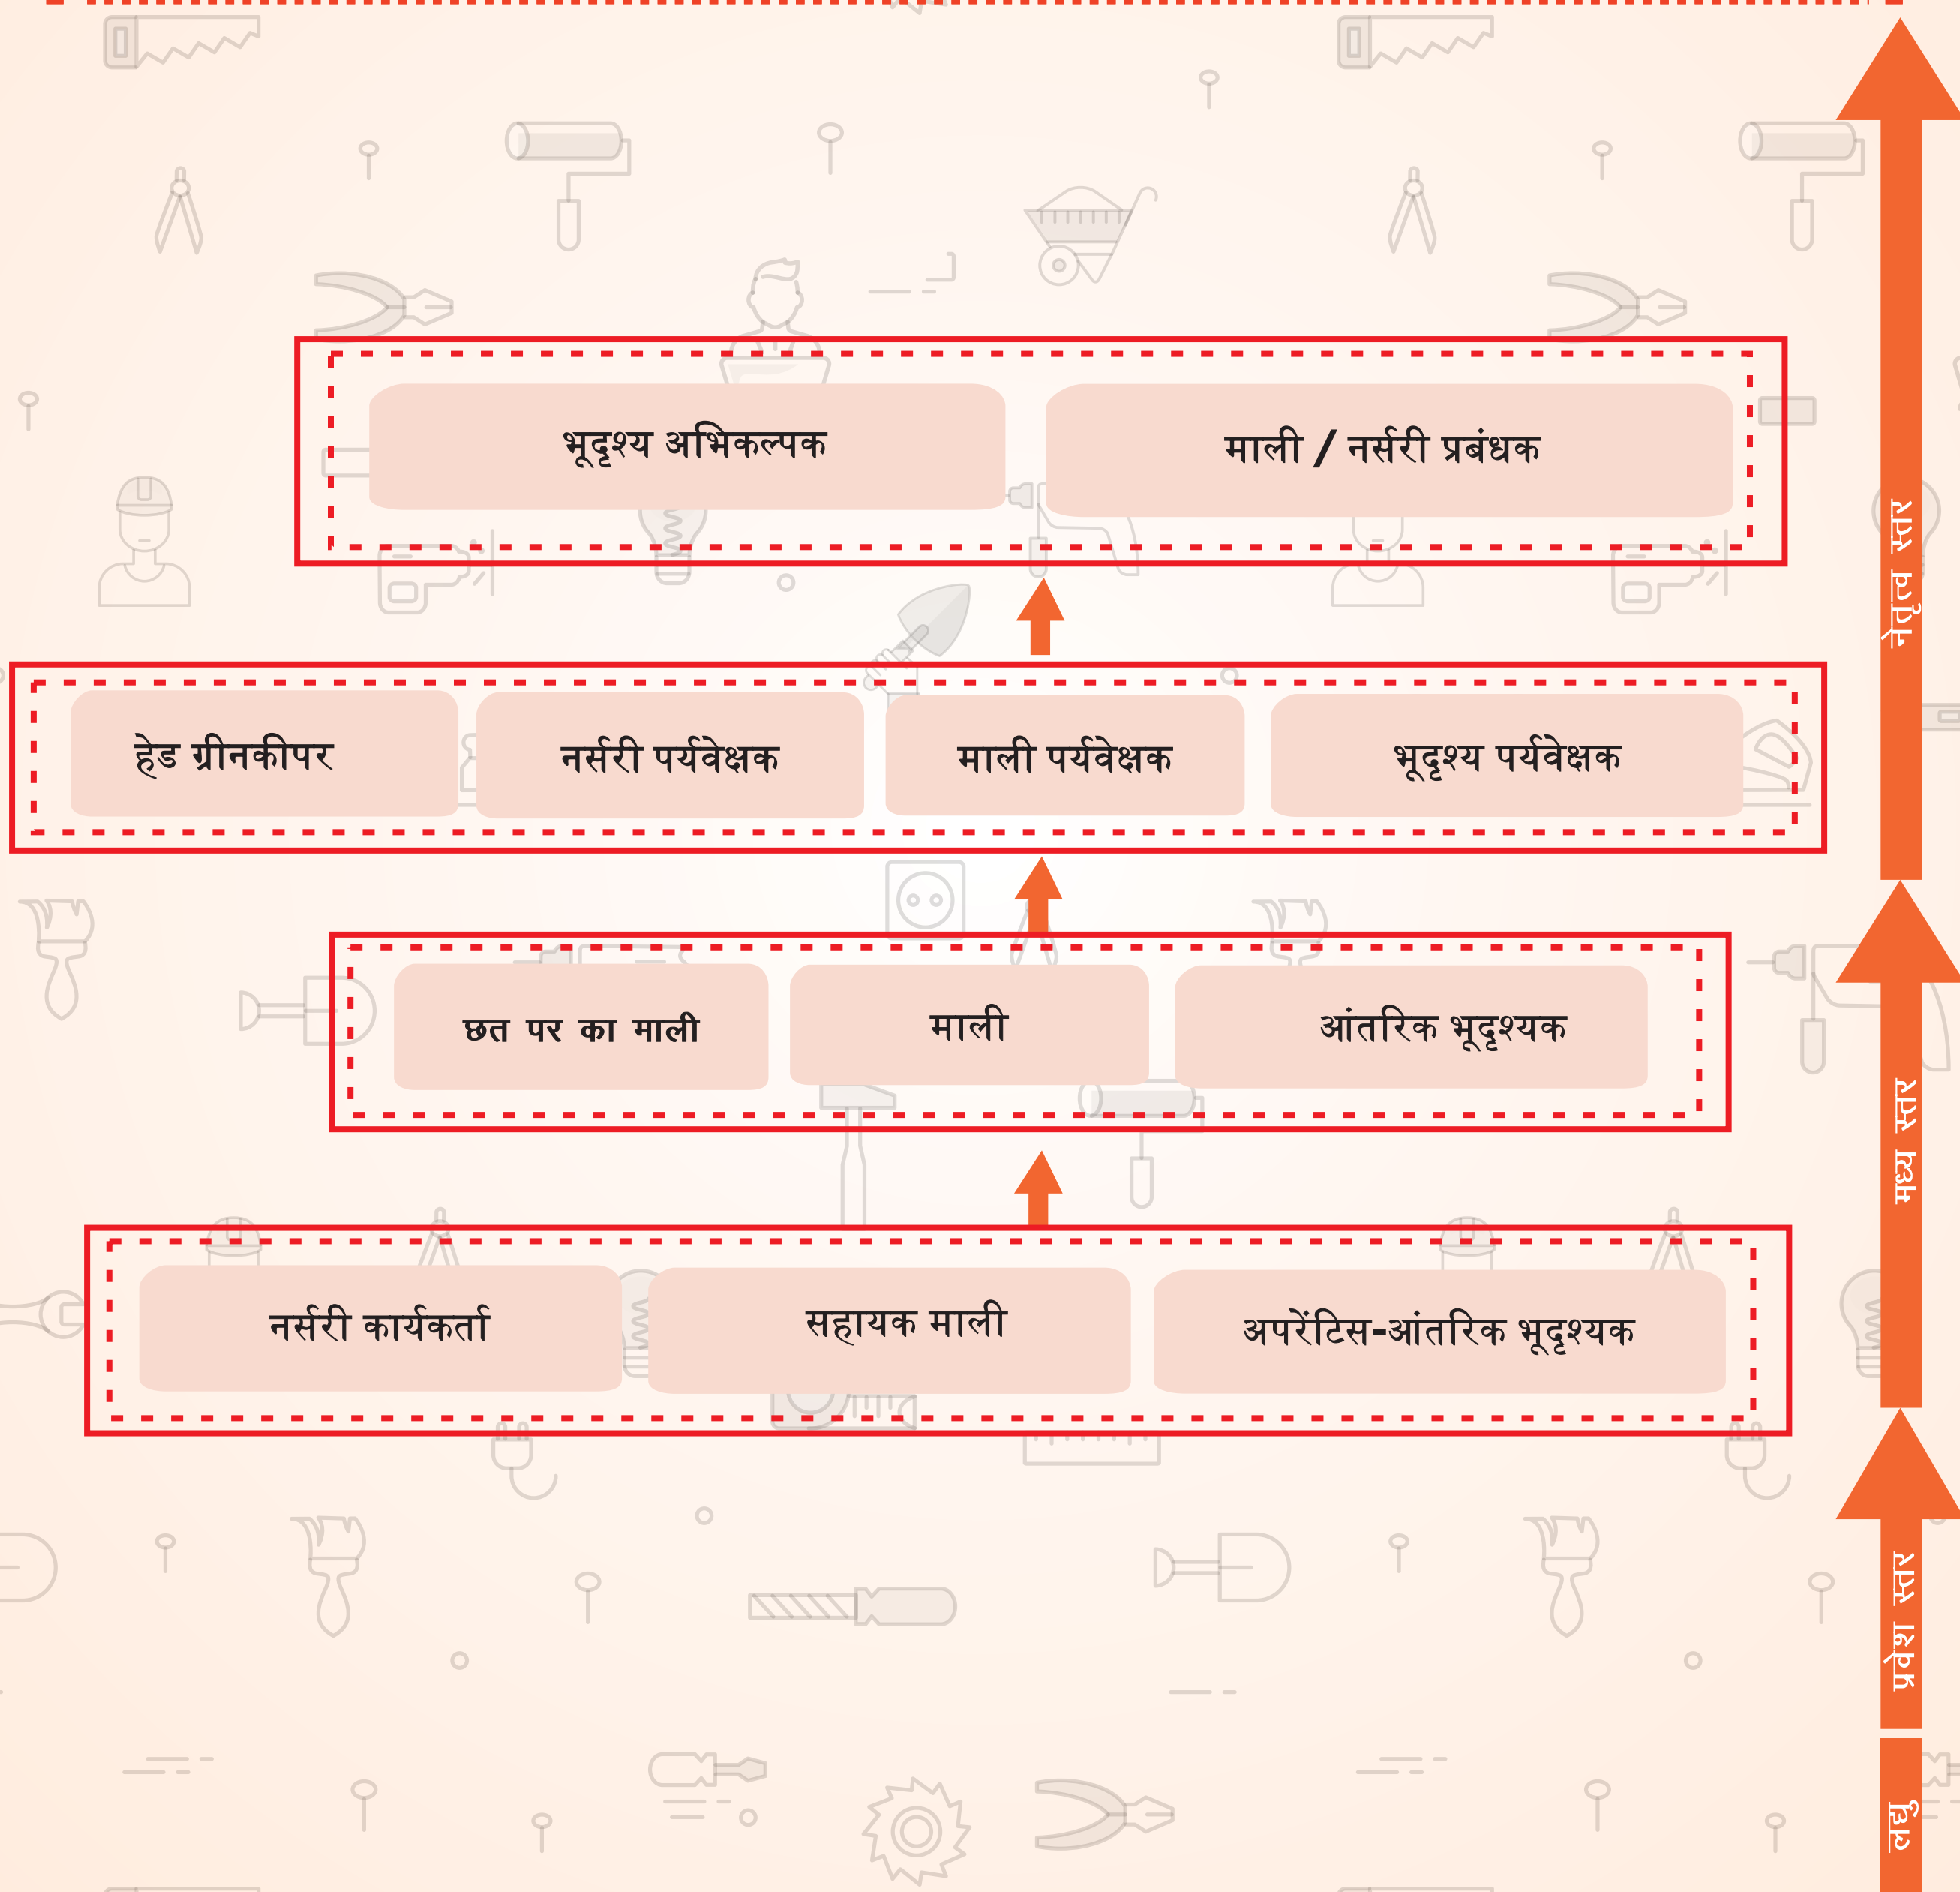 भूदृश्य अभिकल्पक
माली / नर्सरी प्रबंधक
नेतृत्व स्तर
हेड ग्रीनकीपर
नर्सरी पर्यवेक्षक
माली पर्यवेक्षक
भूदृश्य पर्यवेक्षक
छत पर का माली
माली
आंतरिक भूदृश्यक
मध्य स्तर
नर्सरी कार्यकर्ता
सहायक माली
अपरेंटिस-आंतरिक भूदृश्यक
प्रवेश स्तर
लघु